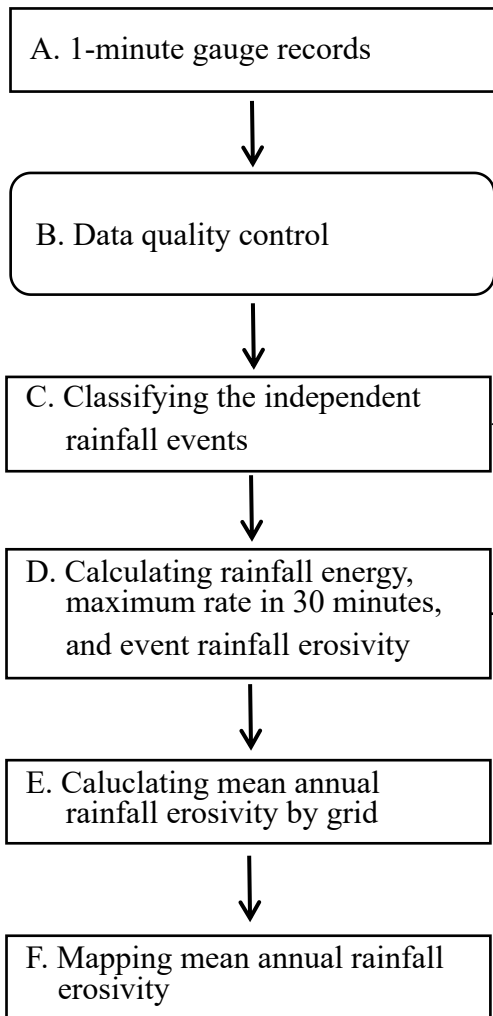 A. 1-minute gauge records
B. Data quality control
C. Classifying the independent
rainfall events
D. Calculating rainfall energy,
maximum rate in 30 minutes,
and event rainfall erosivity
E. Caluclating mean annual
rainfall erosivity by grid
F. Mapping mean annual rainfall
erosivity